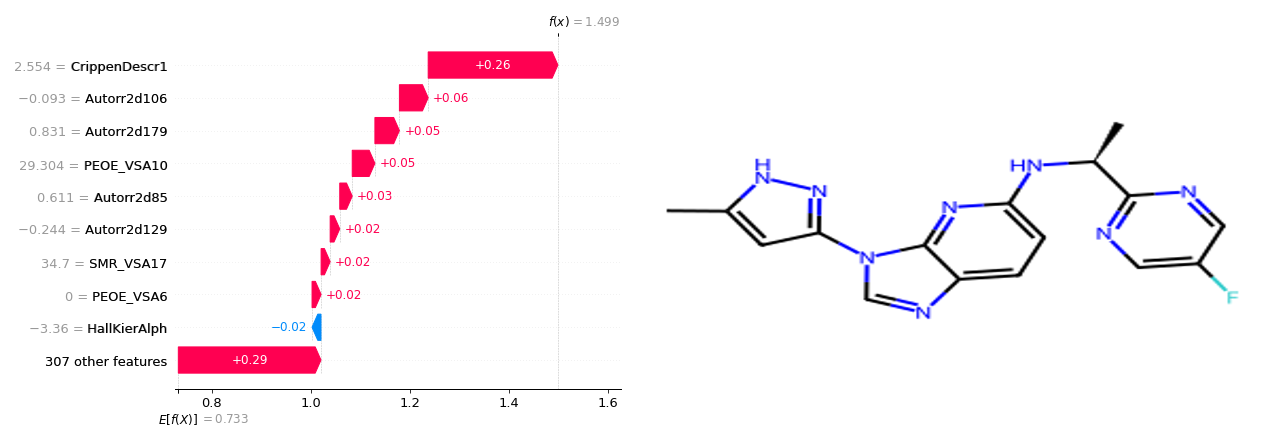 f(x) = 1.499
2.554 = CrippenDescr1
+0.26
−0.093 = Autorr2d106
+0.06
0.831 = Autorr2d179
+0.05
29.304 = PEOE_VSA10
+0.05
0.611 = Autorr2d85
+0.03
−0.244 = Autorr2d129
+0.02
34.7 = SMR_VSA17
+0.02
0 = PEOE_VSA6
+0.02
−3.36 = HallKierAlph
−0.02
307 other features
+0.29
0.8 1.0 1.2 1.4 1.6
E[f(X)] = 0.733
H
N
N
N
N
N
HN
N
N
F